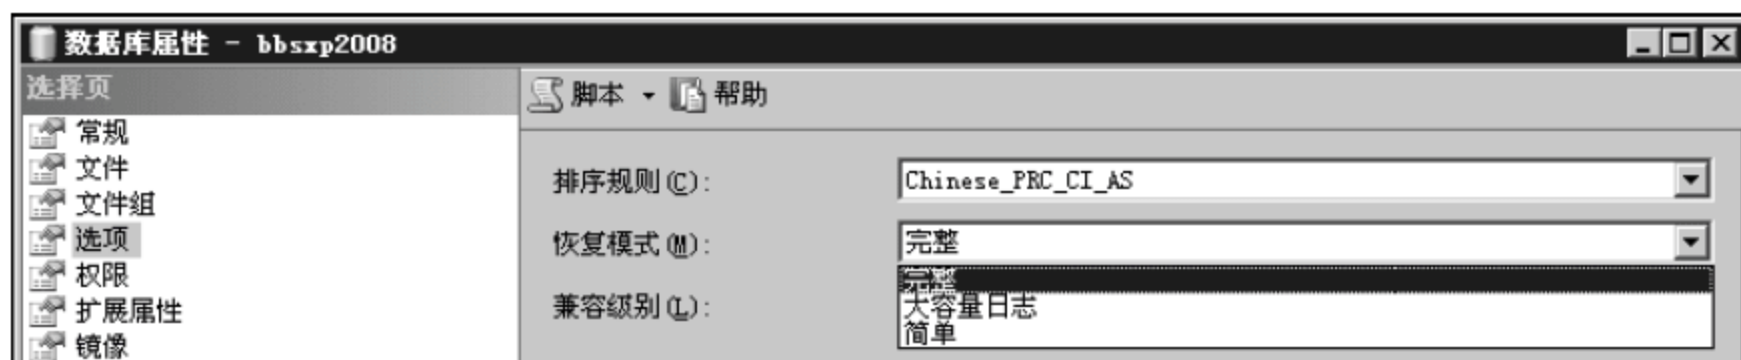 数据库属性 - bbsxp2008
选择页
常规
文件
文件组
选项
权限
扩展属性
镜像
脚本 帮助
排序规则(C): Chinese_PRC_CI_AS
恢复模式(M): 完整
完整
大容量日志
简单
兼容级别(L):